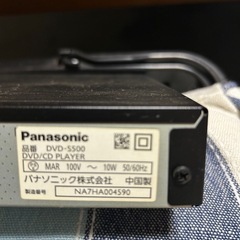 Panasonic
品番 DVD-S500
DVD/CD PLAYER
MAR 100V ~ 10W 50/60Hz
パナソニック株式会社 中国製
製造番号 NA7HA004590